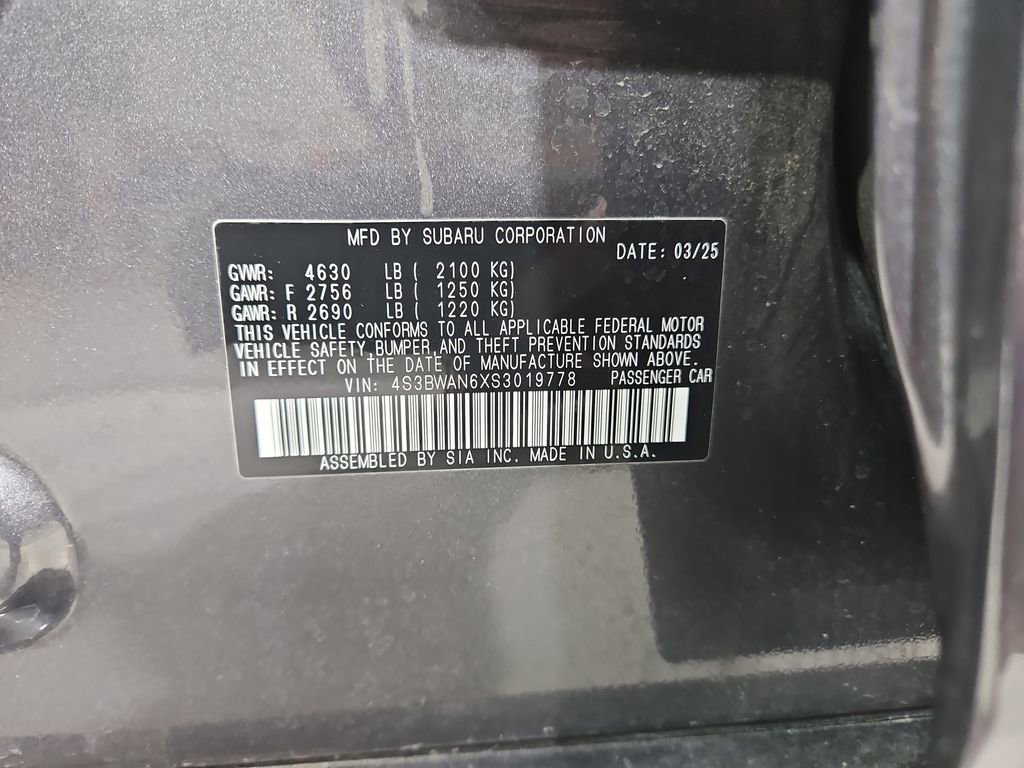 MFD BY SUBARU CORPORATION
DATE: 03/25
GVWR: 4630 LB ( 2100 KG)
GAWR: F 2756 LB ( 1250 KG)
GAWR: R 2690 LB ( 1220 KG)
THIS VEHICLE CONFORMS TO ALL APPLICABLE FEDERAL MOTOR
VEHICLE SAFETY,BUMPER,AND THEFT PREVENTION STANDARDS
IN EFFECT ON THE DATE OF MANUFACTURE SHOWN ABOVE.
VIN: 4S3BWAN6XS3019778 PASSENGER CAR
ASSEMBLED BY SIA INC. MADE IN U.S.A.